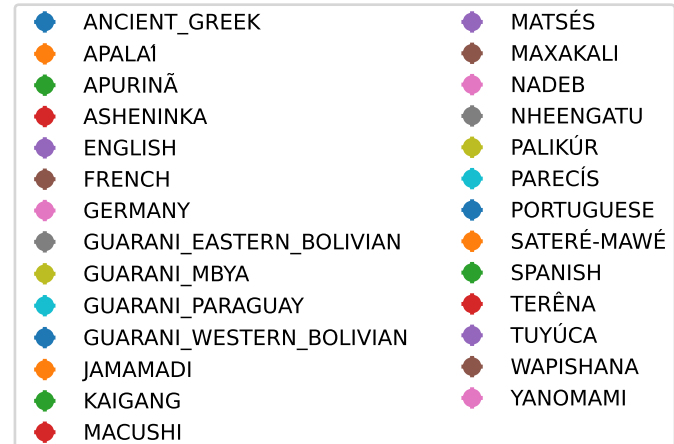 ANCIENT_GREEK
APALAÍ
APURINÃ
ASHENINKA
ENGLISH
FRENCH
GERMANY
GUARANI_EASTERN_BOLIVIAN
GUARANI_MBYA
GUARANI_PARAGUAY
GUARANI_WESTERN_BOLIVIAN
JAMAMADI
KAIGANG
MACUSHI
MATSÉS
MAXAKALI
NADEB
NHEENGATU
PALIKÚR
PARECÍS
PORTUGUESE
SATERÉ-MAWÉ
SPANISH
TERÊNA
TUYÚCA
WAPISHANA
YANOMAMI